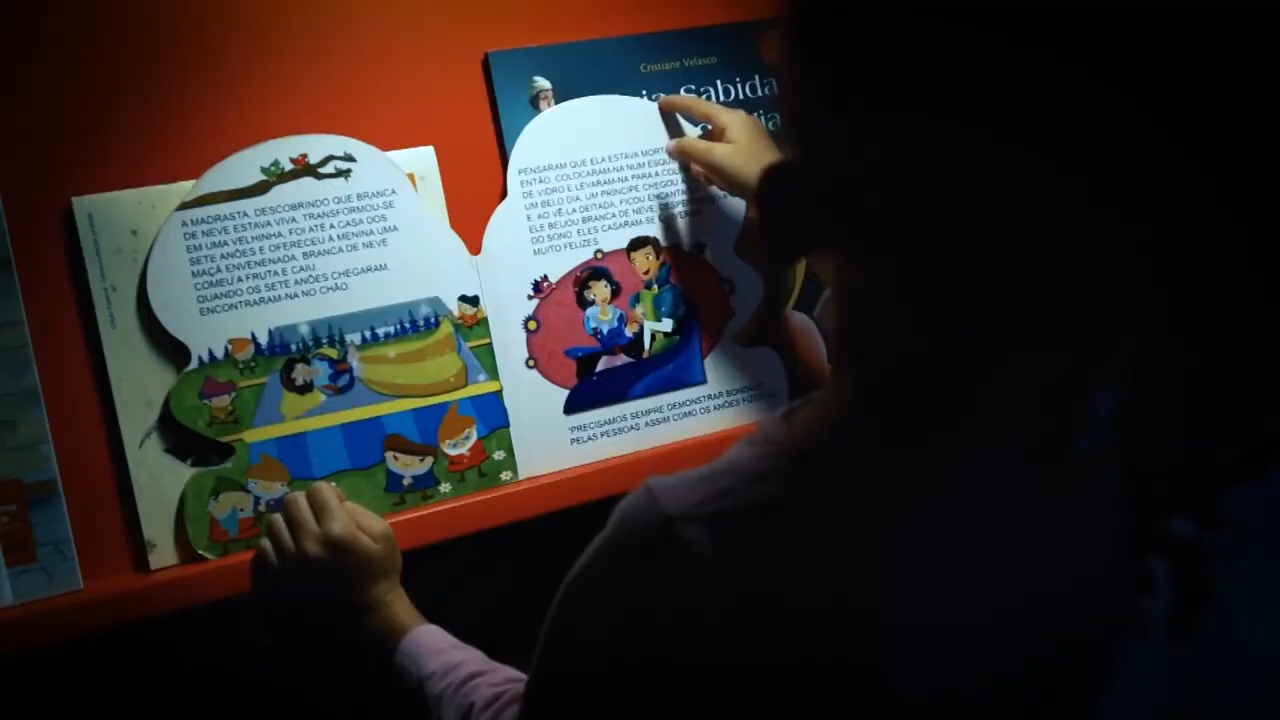 Cristiane Velasco
Sabida
A MADRASTA, DESCOBRINDO QUE BRANCA
DE NEVE ESTAVA VIVA, TRANSFORMOU-SE
EM UMA VELHINHA, FOI ATÉ A CASA DOS
SETE ANÕES E OFERECEU À MENINA UMA
MAÇÃ ENVENENADA. BRANCA DE NEVE
COMEU A FRUTA E CAIU.
QUANDO OS SETE ANÕES CHEGARAM,
ENCONTRARAM-NA NO CHÃO.
PENSARAM QUE ELA ESTAVA MORTA
ENTÃO, COLOCARAM-NA NUM
DE VIDRO E LEVARAM-NA PARA A
UM BELO DIA, UM PRÍNCIPE CHEGOU
E, AO VÊ-LA DEITADA, FICOU
ELE BEIJOU BRANCA DE NEVE,
DO SONO. ELES CASARAM-SE
MUITO FELIZES.
"PRECISAMOS SEMPRE DEMONSTRAR
PELAS PESSOAS, ASSIM COMO OS ANÕES